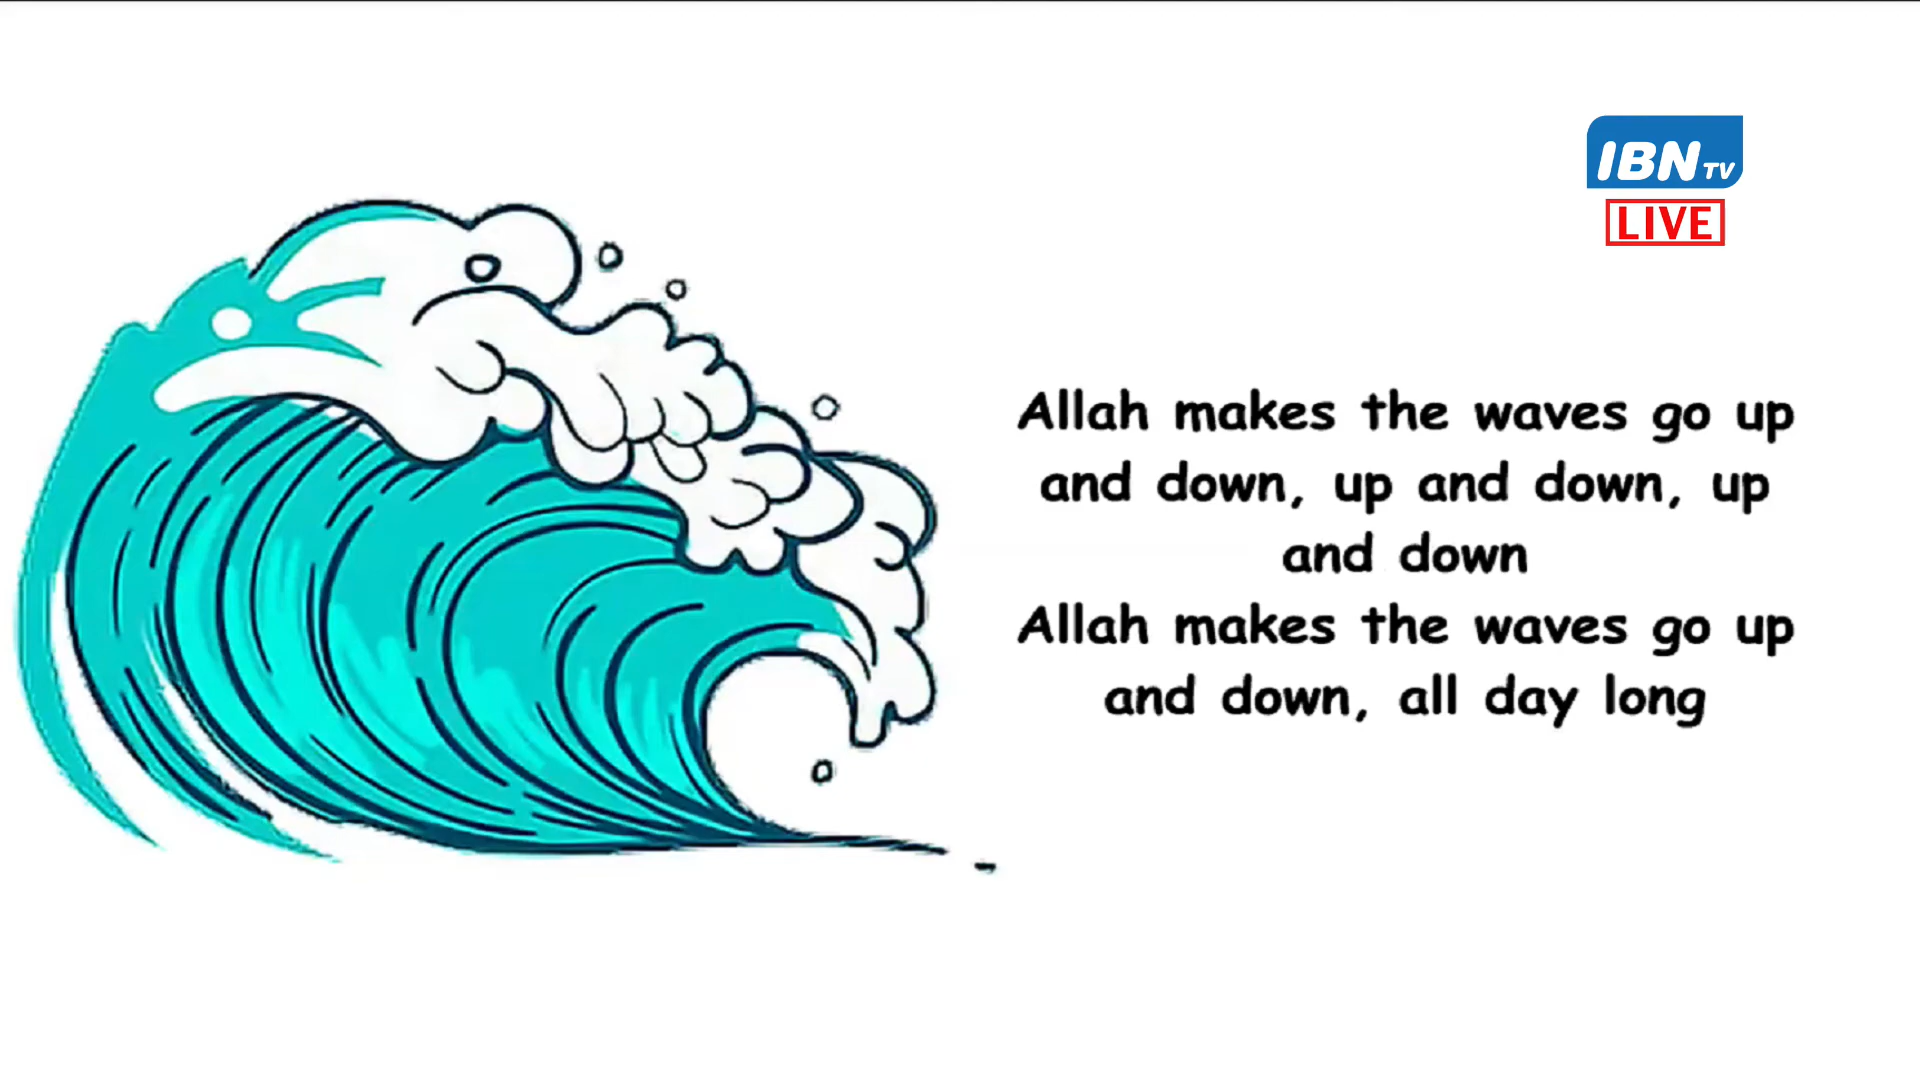 IBN TV
LIVE
Allah makes the waves go up
and down, up and down, up
and down
Allah makes the waves go up
and down, all day long